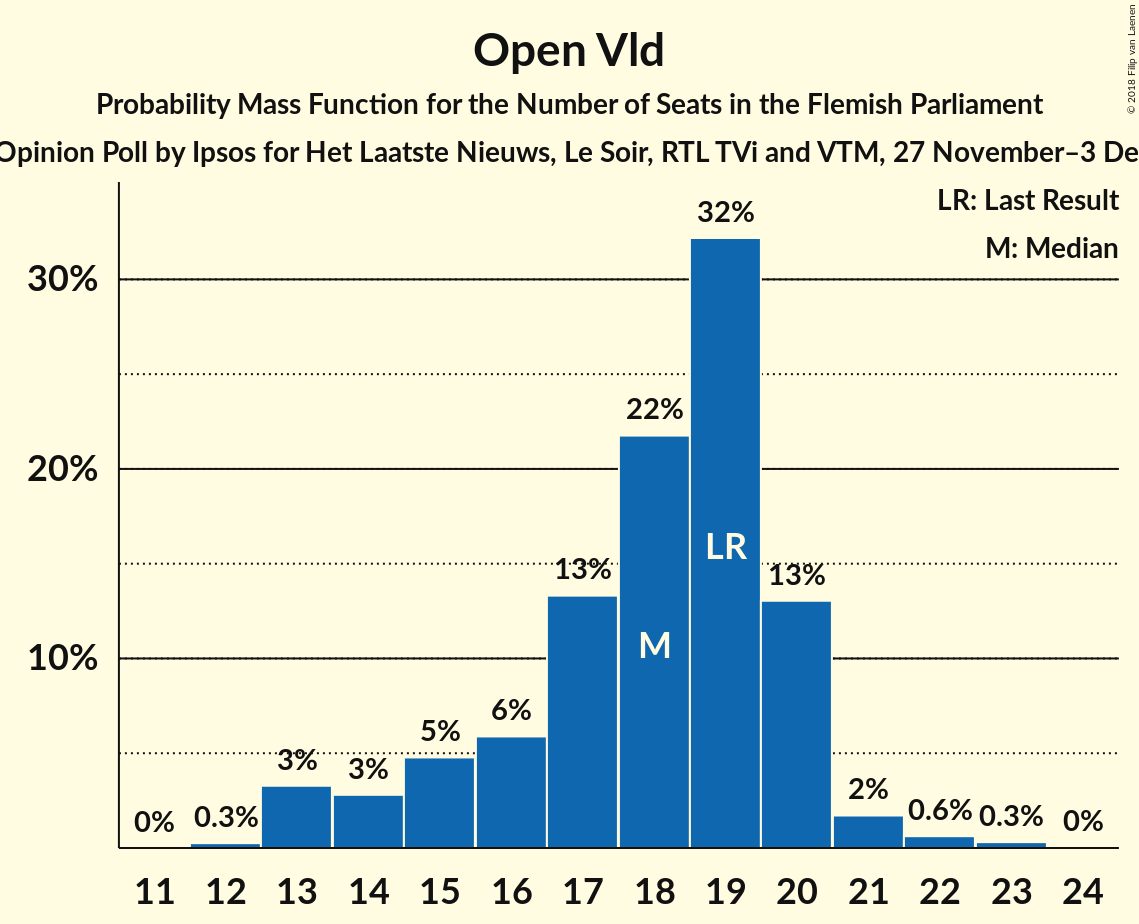 Open Vld
Probability Mass Function for the Number of Seats in the Flemish Parliament
Opinion Poll by Ipsos for Het Laatste Nieuws, Le Soir, RTL TVi and VTM, 27 November–3 De
© 2018 Filip van Laenen
LR: Last Result
M: Median
30%
20%
10%
0%
0.3%
3%
3%
5%
6%
13%
22%
32%
13%
2%
0.6%
0.3%
0%
M
LR
11 12 13 14 15 16 17 18 19 20 21 22 23 24